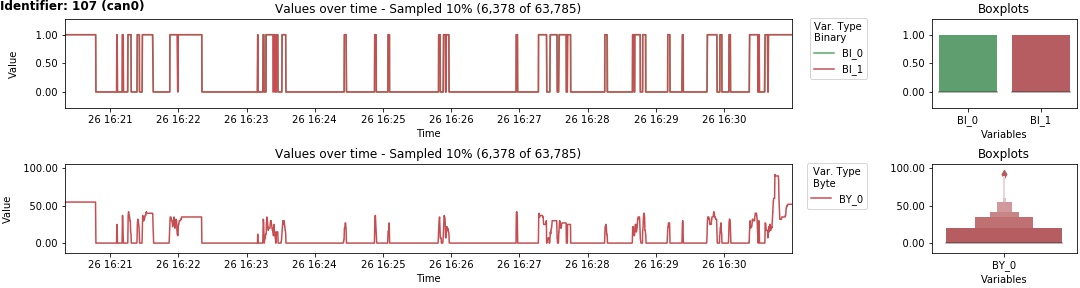 Identifier: 107 (can0)
Values over time - Sampled 10% (6,378 of 63,785)
Value
1.00
0.50
0.00
26 16:21 26 16:22 26 16:23 26 16:24 26 16:25 26 16:26 26 16:27 26 16:28 26 16:29 26 16:30
Time
Var. Type
Binary
BI_0
BI_1
Boxplots
1.00
0.50
0.00
BI_0 BI_1
Variables
Values over time - Sampled 10% (6,378 of 63,785)
Value
100.00
50.00
0.00
26 16:21 26 16:22 26 16:23 26 16:24 26 16:25 26 16:26 26 16:27 26 16:28 26 16:29 26 16:30
Time
Var. Type
Byte
BY_0
Boxplots
100.00
50.00
0.00
BY_0
Variables